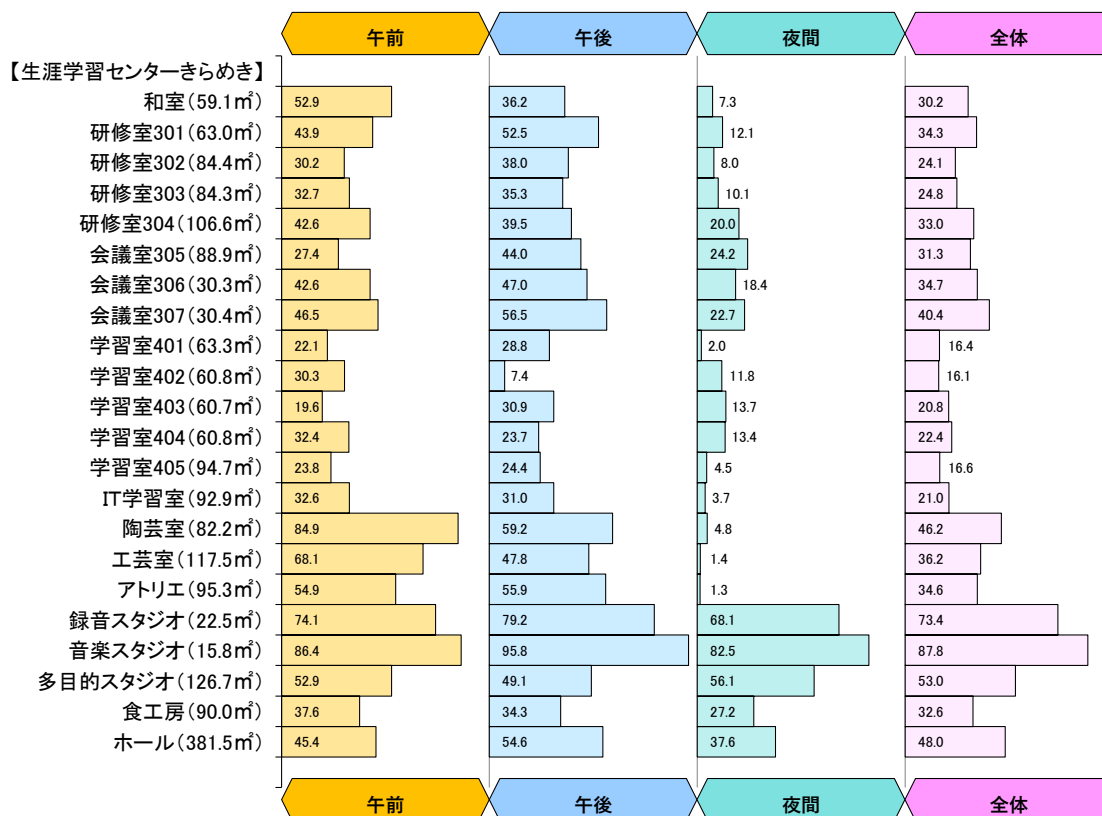 午前 午後 夜間 全体
【生涯学習センターきらめき】
和室(59.1㎡) 52.9 36.2 7.3 30.2
研修室301(63.0㎡) 43.9 52.5 12.1 34.3
研修室302(84.4㎡) 30.2 38.0 8.0 24.1
研修室303(84.3㎡) 32.7 35.3 10.1 24.8
研修室304(106.6㎡) 42.6 39.5 20.0 33.0
会議室305(88.9㎡) 27.4 44.0 24.2 31.3
会議室306(30.3㎡) 42.6 47.0 18.4 34.7
会議室307(30.4㎡) 46.5 56.5 22.7 40.4
学習室401(63.3㎡) 22.1 28.8 2.0 16.4
学習室402(60.8㎡) 30.3 7.4 11.8 16.1
学習室403(60.7㎡) 19.6 30.9 13.7 20.8
学習室404(60.8㎡) 32.4 23.7 13.4 22.4
学習室405(94.7㎡) 23.8 24.4 4.5 16.6
IT学習室(92.9㎡) 32.6 31.0 3.7 21.0
陶芸室(82.2㎡) 84.9 59.2 4.8 46.2
工芸室(117.5㎡) 68.1 47.8 1.4 36.2
アトリエ(95.3㎡) 54.9 55.9 1.3 34.6
録音スタジオ(22.5㎡) 74.1 79.2 68.1 73.4
音楽スタジオ(15.8㎡) 86.4 95.8 82.5 87.8
多目的スタジオ(126.7㎡) 52.9 49.1 56.1 53.0
食工房(90.0㎡) 37.6 34.3 27.2 32.6
ホール(381.5㎡) 45.4 54.6 37.6 48.0
午前 午後 夜間 全体